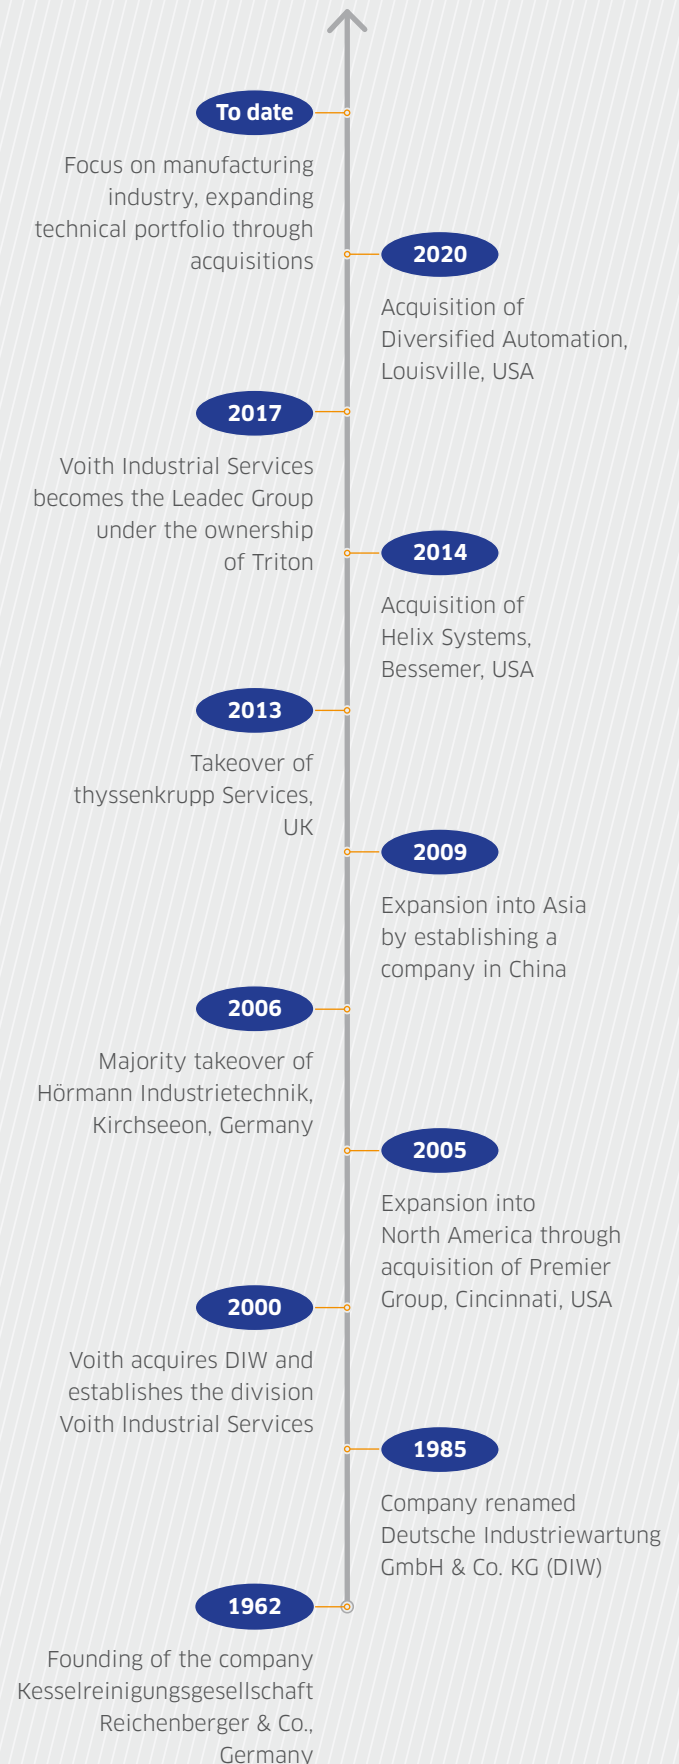 To date
Focus on manufacturing
industry, expanding
technical portfolio through
acquisitions
2020
Acquisition of
Diversified Automation,
Louisville, USA
2017
Voith Industrial Services
becomes the Leadec Group
under the ownership
of Triton
2014
Acquisition of
Helix Systems,
Bessemer, USA
2013
Takeover of
thyssenkrupp Services,
UK
2009
Expansion into Asia
by establishing a
company in China
2006
Majority takeover of
Hörmann Industrietechnik,
Kirchseeon, Germany
2005
Expansion into
North America through
acquisition of Premier
Group, Cincinnati, USA
2000
Voith acquires DIW and
establishes the division
Voith Industrial Services
1985
Company renamed
Deutsche Industriewartung
GmbH & Co. KG (DIW)
1962
Founding of the company
Kesselreinigungsgesellschaft
Reichenberger & Co.,
Germany